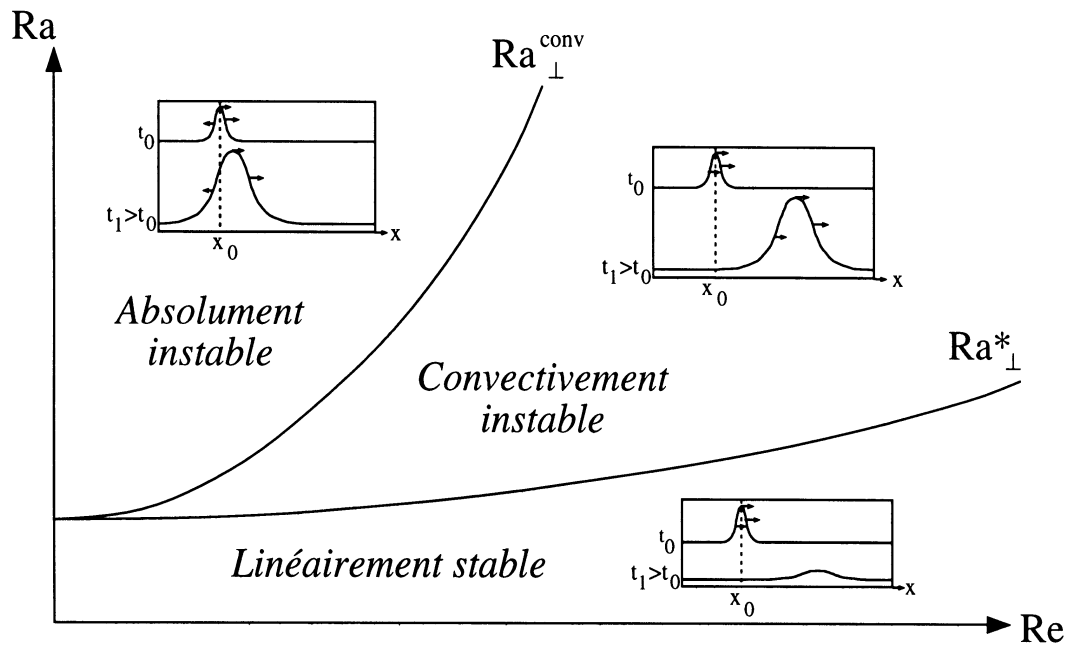 Ra
Ra⊥conv
t0
t1>t0
x
x0
t0
t1>t0
x
x0
Absolument
instable
Ra*⊥
Convectivement
instable
t0
Linéairement stable
t1>t0
x
x0
Re